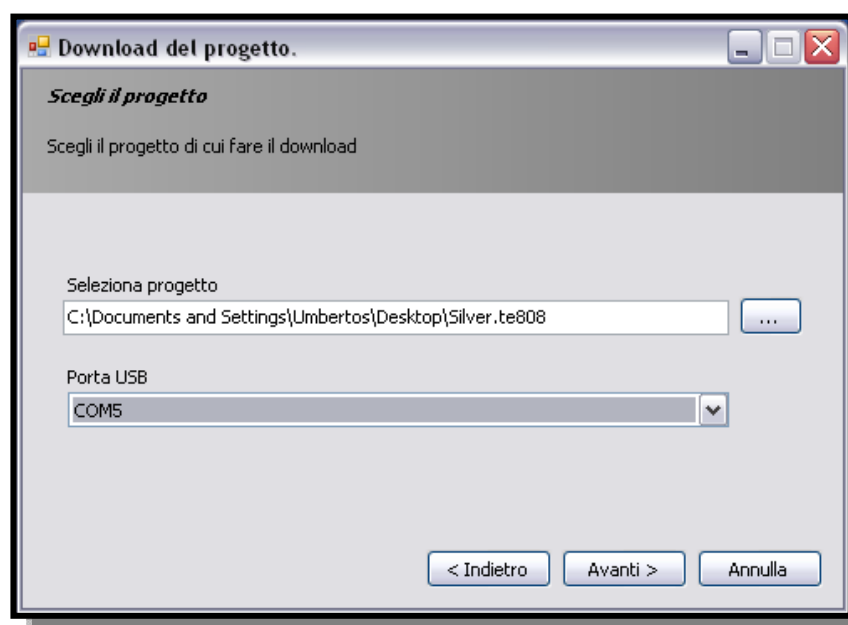 Download del progetto.
Scegli il progetto
Scegli il progetto di cui fare il download
Seleziona progetto
C:\Documents and Settings\Umbertos\Desktop\Silver.te808
...
Porta USB
COM5
< Indietro
Avanti >
Annulla